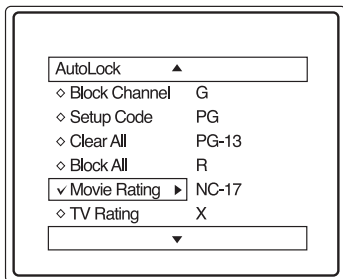 AutoLock
Block Channel G
Setup Code PG
Clear All PG-13
Block All R
Movie Rating NC-17
TV Rating X